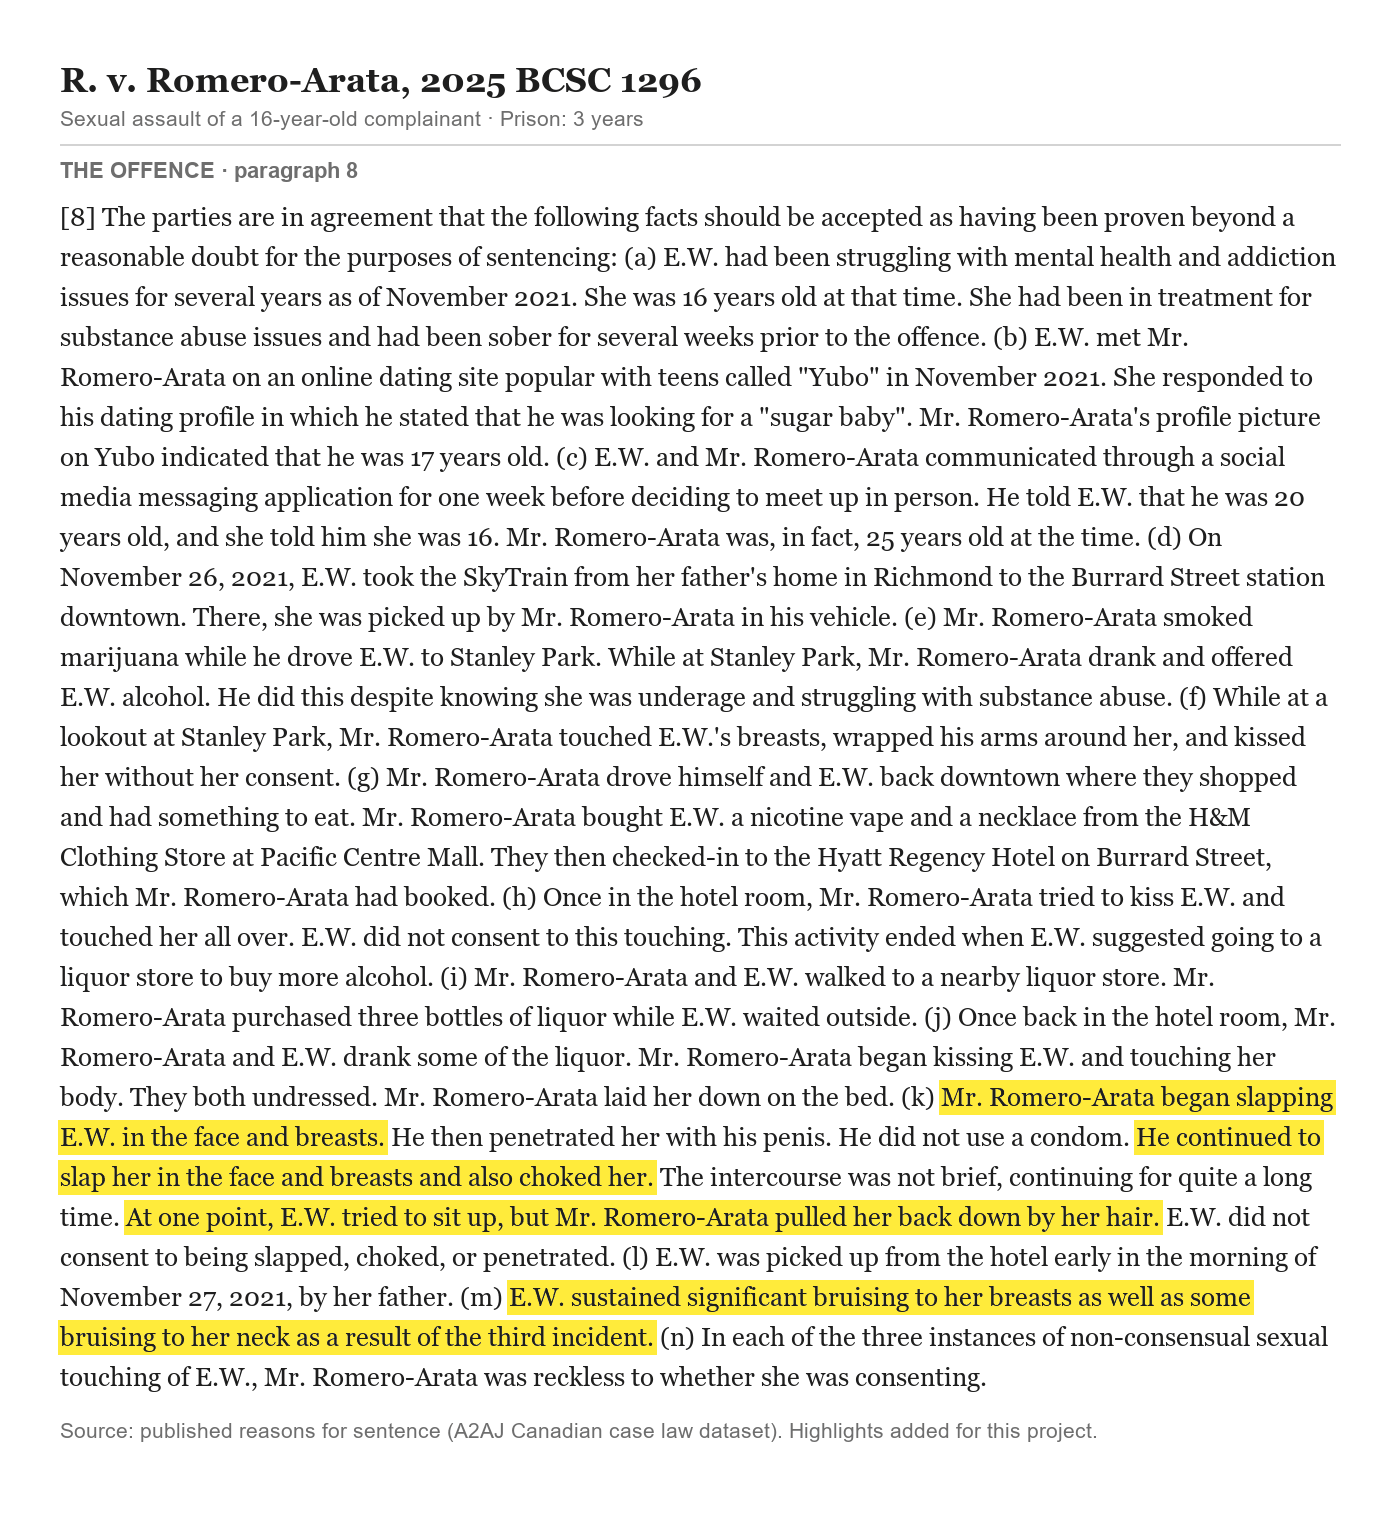 R. v. Romero-Arata, 2025 BCSC 1296
Sexual assault of a 16-year-old complainant · Prison: 3 years
THE OFFENCE · paragraph 8
[8] The parties are in agreement that the following facts should be accepted as having been proven beyond a
reasonable doubt for the purposes of sentencing: (a) E.W. had been struggling with mental health and addiction
issues for several years as of November 2021. She was 16 years old at that time. She had been in treatment for
substance abuse issues and had been sober for several weeks prior to the offence. (b) E.W. met Mr.
Romero-Arata on an online dating site popular with teens called "Yubo" in November 2021. She responded to
his dating profile in which he stated that he was looking for a "sugar baby". Mr. Romero-Arata's profile picture
on Yubo indicated that he was 17 years old. (c) E.W. and Mr. Romero-Arata communicated through a social
media messaging application for one week before deciding to meet up in person. He told E.W. that he was 20
years old, and she told him she was 16. Mr. Romero-Arata was, in fact, 25 years old at the time. (d) On
November 26, 2021, E.W. took the SkyTrain from her father's home in Richmond to the Burrard Street station
downtown. There, she was picked up by Mr. Romero-Arata in his vehicle. (e) Mr. Romero-Arata smoked
marijuana while he drove E.W. to Stanley Park. While at Stanley Park, Mr. Romero-Arata drank and offered
E.W. alcohol. He did this despite knowing she was underage and struggling with substance abuse. (f) While at a
lookout at Stanley Park, Mr. Romero-Arata touched E.W.'s breasts, wrapped his arms around her, and kissed
her without her consent. (g) Mr. Romero-Arata drove himself and E.W. back downtown where they shopped
and had something to eat. Mr. Romero-Arata bought E.W. a nicotine vape and a necklace from the H&M
Clothing Store at Pacific Centre Mall. They then checked-in to the Hyatt Regency Hotel on Burrard Street,
which Mr. Romero-Arata had booked. (h) Once in the hotel room, Mr. Romero-Arata tried to kiss E.W. and
touched her all over. E.W. did not consent to this touching. This activity ended when E.W. suggested going to a
liquor store to buy more alcohol. (i) Mr. Romero-Arata and E.W. walked to a nearby liquor store. Mr.
Romero-Arata purchased three bottles of liquor while E.W. waited outside. (j) Once back in the hotel room, Mr.
Romero-Arata and E.W. drank some of the liquor. Mr. Romero-Arata began kissing E.W. and touching her
body. They both undressed. Mr. Romero-Arata laid her down on the bed. (k) Mr. Romero-Arata began slapping
E.W. in the face and breasts. He then penetrated her with his penis. He did not use a condom. He continued to
slap her in the face and breasts and also choked her. The intercourse was not brief, continuing for quite a long
time. At one point, E.W. tried to sit up, but Mr. Romero-Arata pulled her back down by her hair. E.W. did not
consent to being slapped, choked, or penetrated. (l) E.W. was picked up from the hotel early in the morning of
November 27, 2021, by her father. (m) E.W. sustained significant bruising to her breasts as well as some
bruising to her neck as a result of the third incident. (n) In each of the three instances of non-consensual sexual
touching of E.W., Mr. Romero-Arata was reckless to whether she was consenting.
Source: published reasons for sentence (A2AJ Canadian case law dataset). Highlights added for this project.